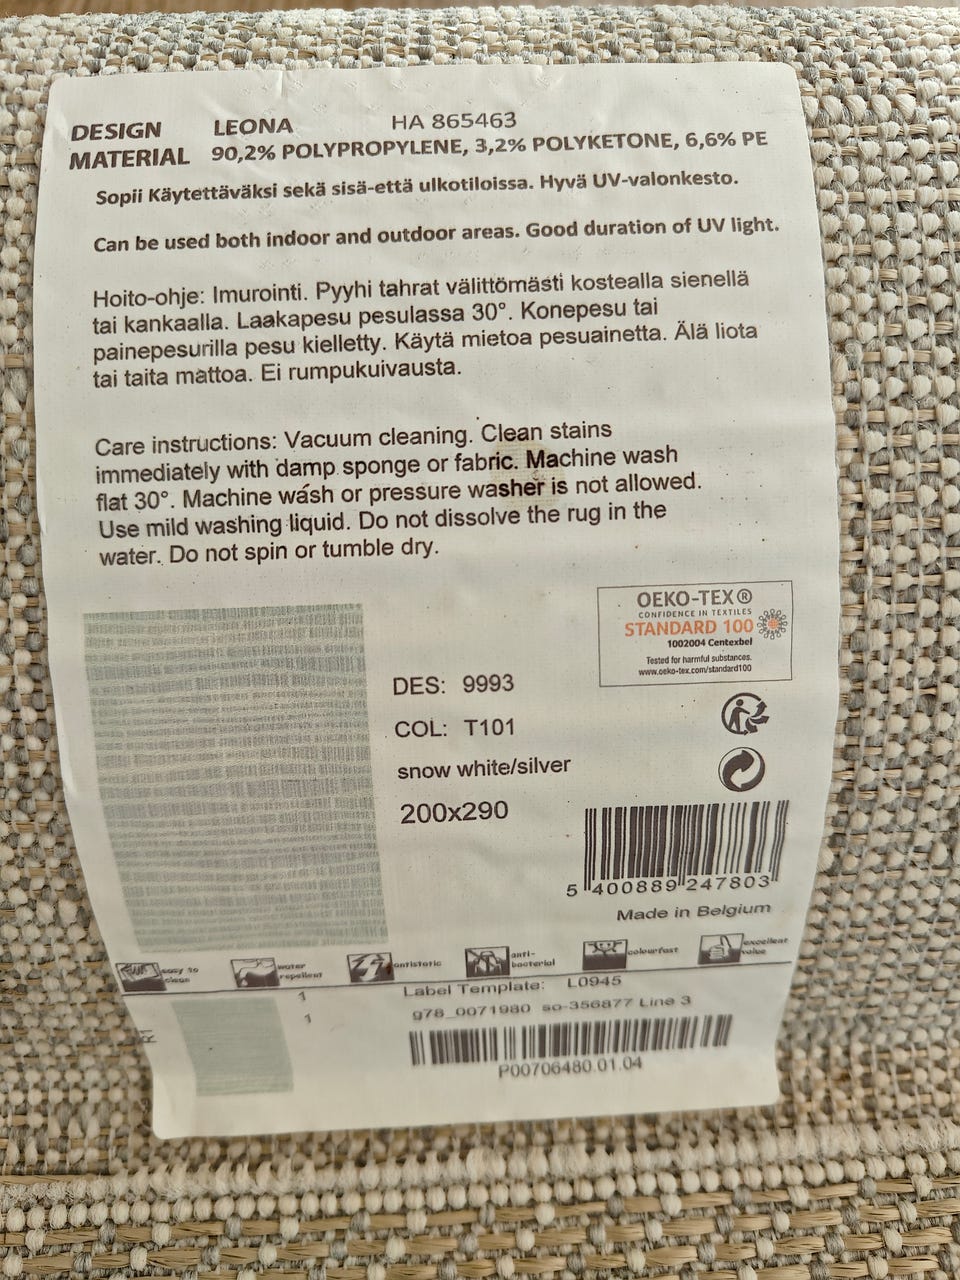 DESIGN LEONA HA 865463
MATERIAL 90,2% POLYPROPYLENE, 3,2% POLYKETONE, 6,6% PE
Sopii Käytettäväksi sekä sisä-että ulkotiloissa. Hyvä UV-valonkesto.
Can be used both indoor and outdoor areas. Good duration of UV light.
Hoito-ohje: Imurointi. Pyyhi tahrat välittömästi kostealla sienellä
tai kankaalla. Laakapesu pesulassa 30°. Konepesu tai
painepesurilla pesu kielletty. Käytä mietoa pesuainetta. Älä liota
tai taita mattoa. Ei rumpukuivausta.
Care instructions: Vacuum cleaning. Clean stains
immediately with damp sponge or fabric. Machine wash
flat 30°. Machine wash or pressure washer is not allowed.
Use mild washing liquid. Do not dissolve the rug in the
water. Do not spin or tumble dry.
OEKO-TEX®
CONFIDENCE IN TEXTILES
STANDARD 100
1002004 Centexbel
Tested for harmful substances.
www.oeko-tex.com/standard100
DES: 9993
COL: T101
snow white/silver
200x290
5 400889 247803
Made in Belgium
easy to clean
water repellent
antistatic
anti-bacterial
colourfast
excellent value
Label Template: L0945
1
g78_0071980 so-356877 Line 3
1
R1
P00706480.01.04